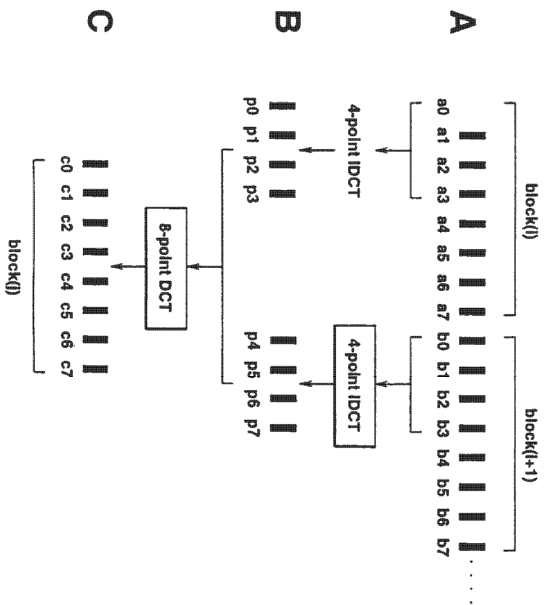 A
block(i)
block(i+1)
a0 a1 a2 a3 a4 a5 a6 a7 b0 b1 b2 b3 b4 b5 b6 b7 . . . .
4-point IDCT
4-point IDCT
B
p0 p1 p2 p3 p4 p5 p6 p7
8-point DCT
C
c0 c1 c2 c3 c4 c5 c6 c7
block(j)